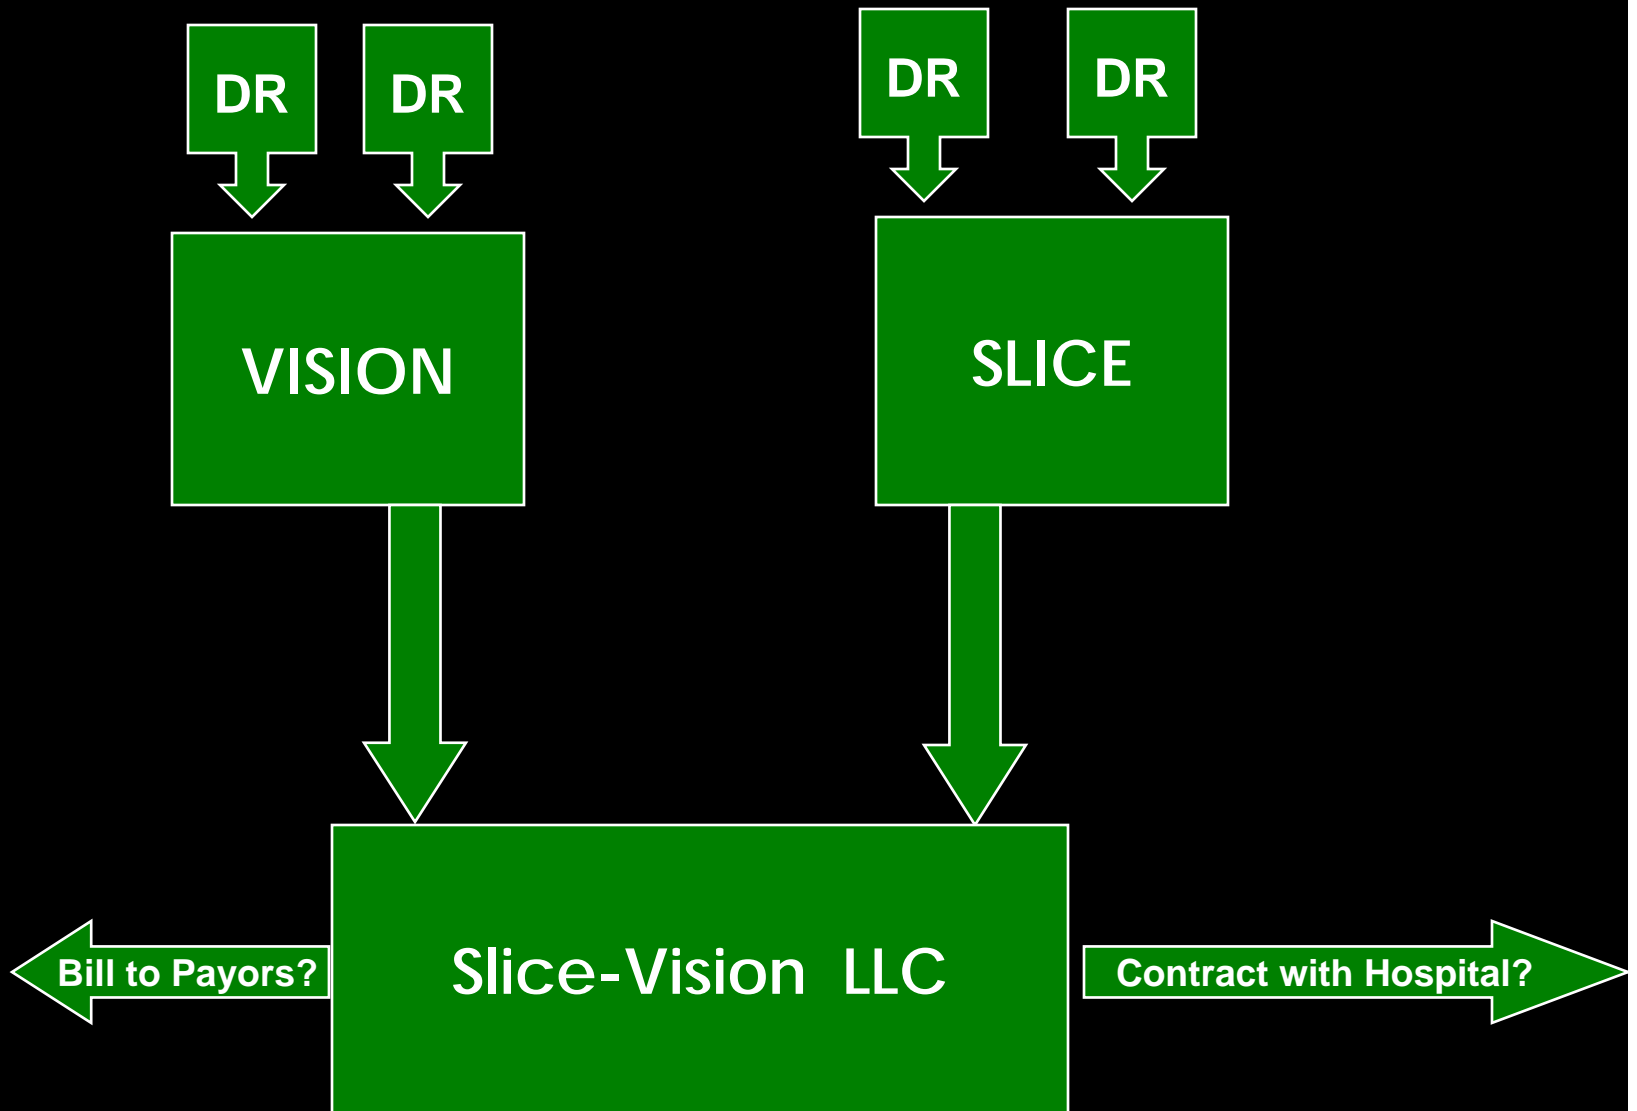 DR
DR
DR
DR
VISION
SLICE
Bill to Payors?
Slice-Vision LLC
Contract with Hospital?